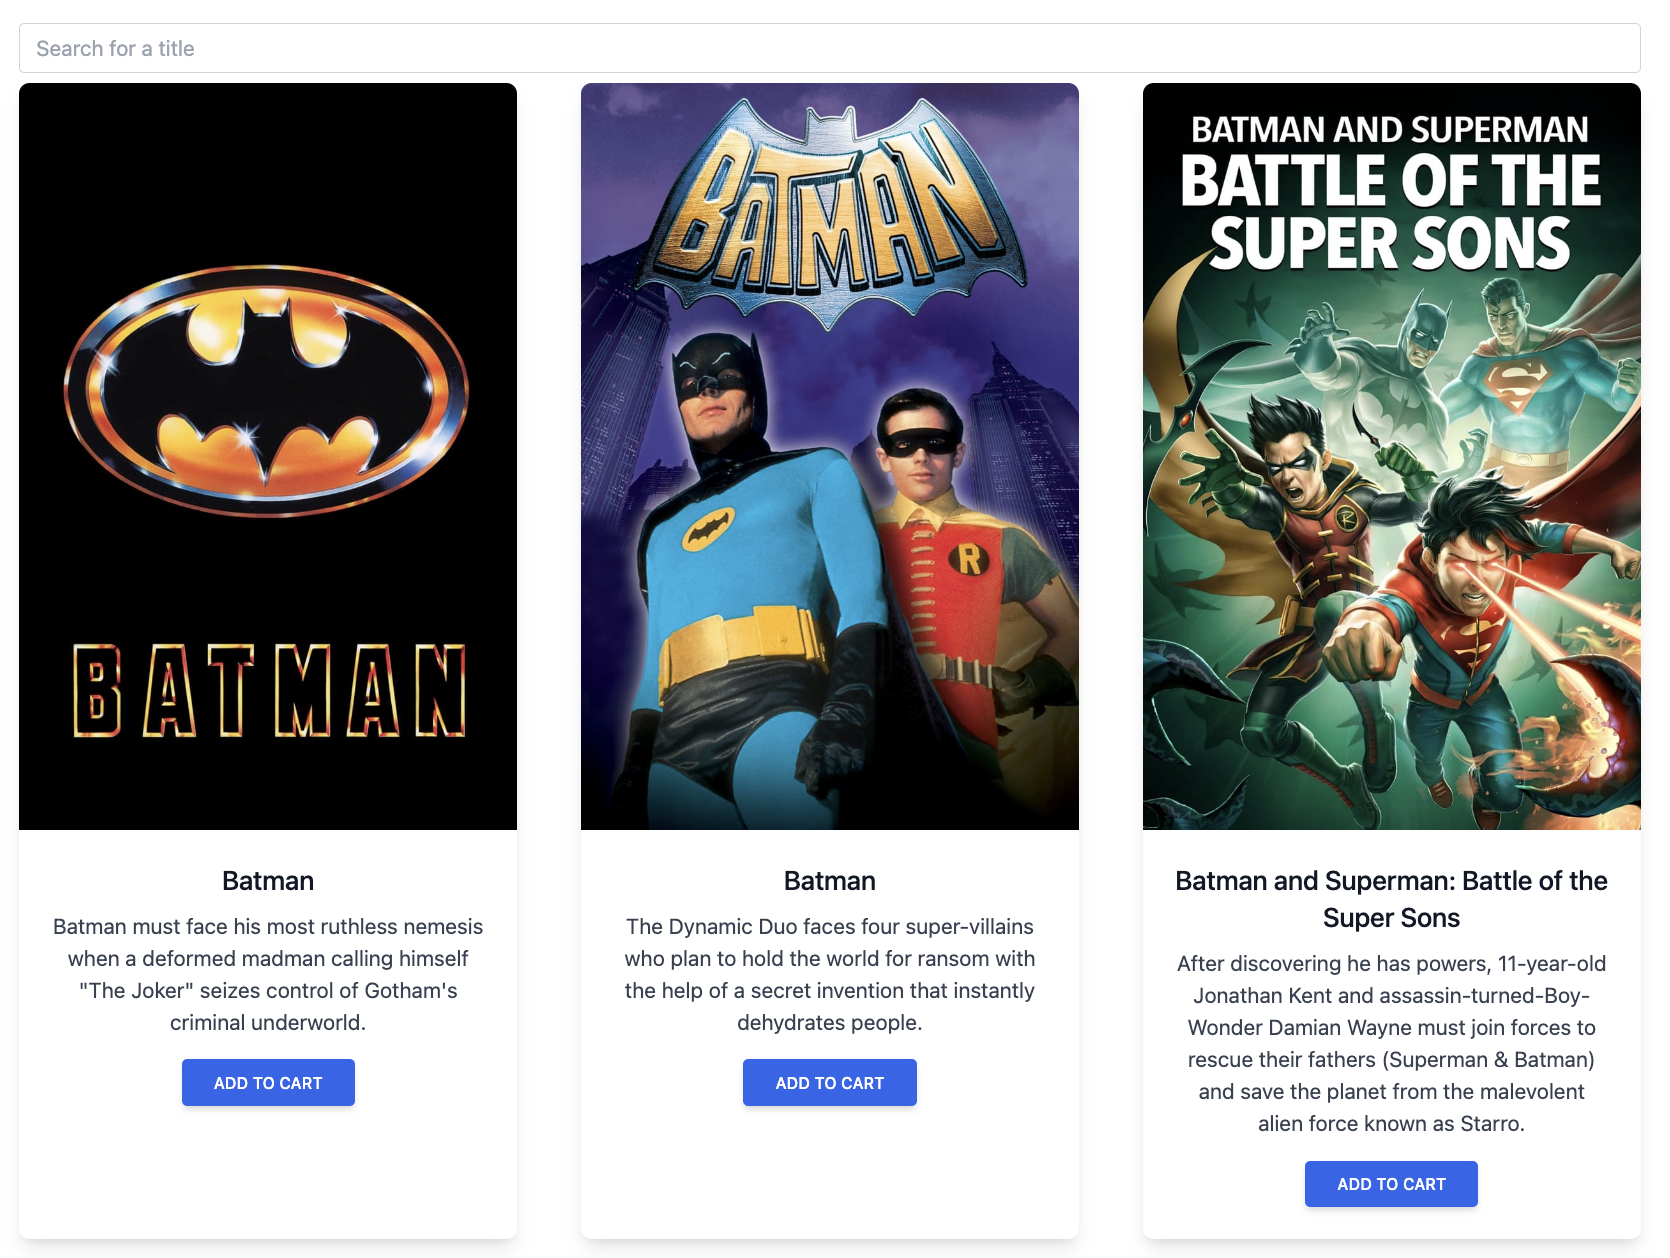 Search for a title
BATMAN
BATMAN
R
BATMAN AND SUPERMAN
BATTLE OF THE
SUPER SONS
R
Batman
Batman must face his most ruthless nemesis
when a deformed madman calling himself
"The Joker" seizes control of Gotham's
criminal underworld.
ADD TO CART
Batman
The Dynamic Duo faces four super-villains
who plan to hold the world for ransom with
the help of a secret invention that instantly
dehydrates people.
ADD TO CART
Batman and Superman: Battle of the
Super Sons
After discovering he has powers, 11-year-old
Jonathan Kent and assassin-turned-Boy-
Wonder Damian Wayne must join forces to
rescue their fathers (Superman & Batman)
and save the planet from the malevolent
alien force known as Starro.
ADD TO CART